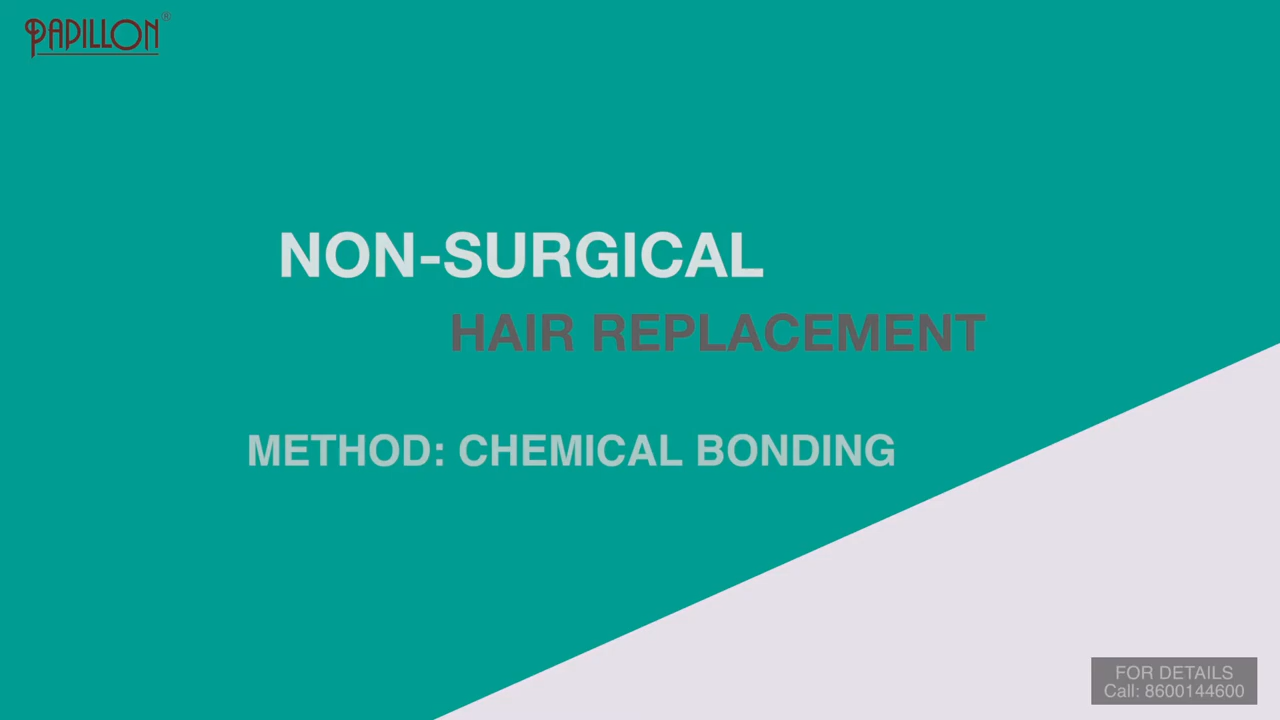 PAPILLON®
NON-SURGICAL
HAIR REPLACEMENT
METHOD: CHEMICAL BONDING
FOR DETAILS
Call: 8600144600